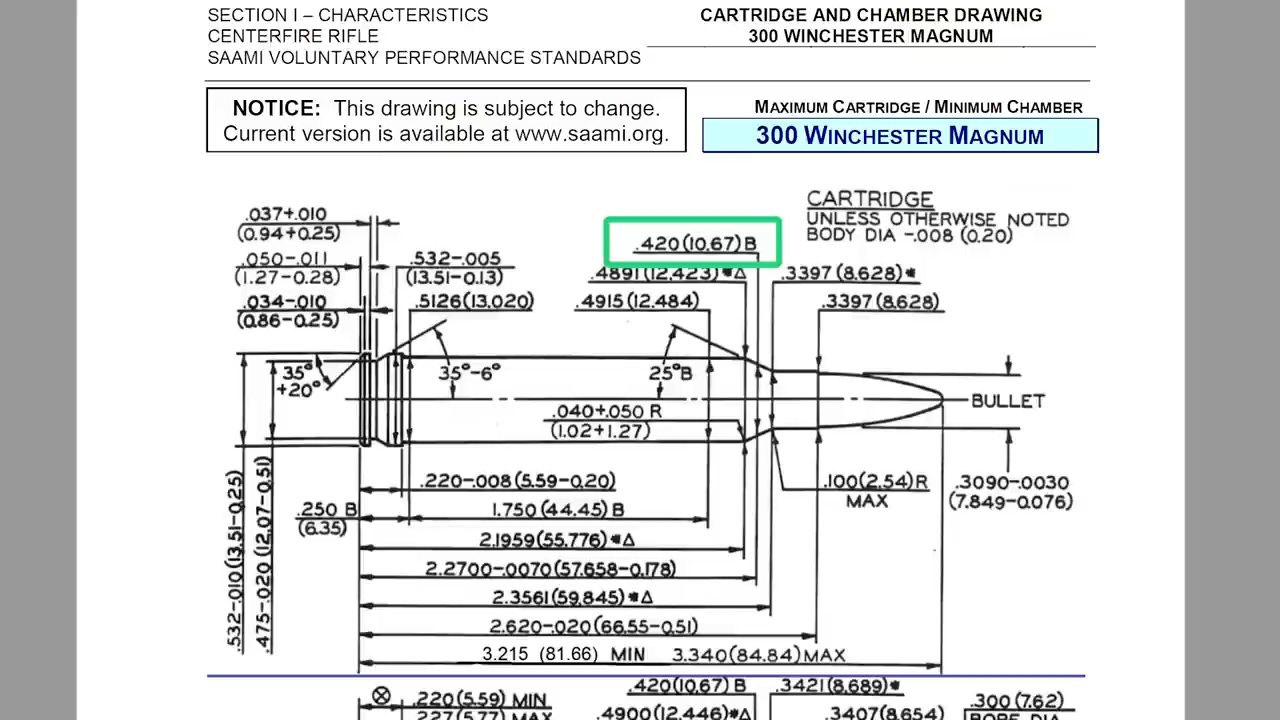 SECTION I – CHARACTERISTICS
CENTERFIRE RIFLE
SAAMI VOLUNTARY PERFORMANCE STANDARDS
CARTRIDGE AND CHAMBER DRAWING
300 WINCHESTER MAGNUM
NOTICE: This drawing is subject to change.
Current version is available at www.saami.org.
MAXIMUM CARTRIDGE / MINIMUM CHAMBER
300 WINCHESTER MAGNUM
CARTRIDGE
UNLESS OTHERWISE NOTED
BODY DIA -.008 (0.20)
.037+.010
(0.94+0.25)
.050-.011
(1.27-0.28)
.034-.010
(0.86-0.25)
.532-.005
(13.51-0.13)
.5126(13.020)
.420(10.67)B
.4891(12.423)*Δ
.4915(12.484)
.3397(8.628)*
.3397(8.628)
35°
+20°
35°-6°
25°B
.040+.050 R
(1.02+1.27)
BULLET
.100(2.54)R
MAX
.3090-.0030
(7.849-0.076)
.532-.010 (13.51-0.25)
.475-.020 (12.07-0.51)
.220-.008(5.59-0.20)
.250 B
(6.35)
1.750(44.45)B
2.1959(55.776)*Δ
2.2700-.0070(57.658-0.178)
2.3561(59.845)*Δ
2.620-.020(66.55-0.51)
3.215 (81.66) MIN 3.340(84.84)MAX
.220(5.59) MIN
.227(5.77) MAX
.420(10.67)B
.4900(12.446)*Δ
.3421(8.689)*
.3407(8.654)
.300(7.62)
BORE DIA